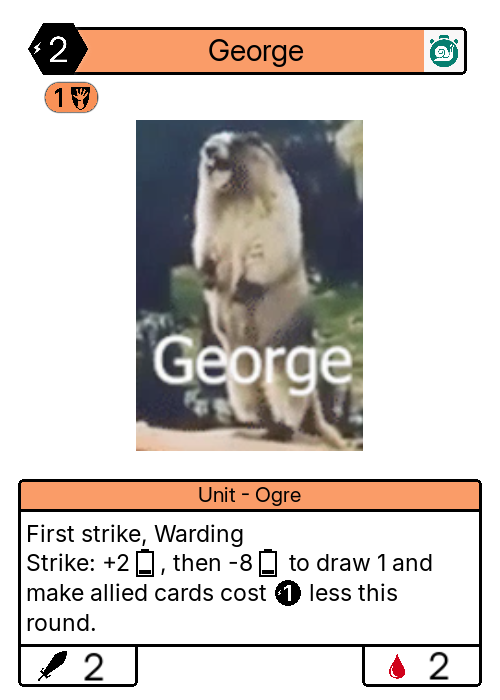 2
George
1
George
Unit - Ogre
First strike, Warding
Strike: +2 , then -8 to draw 1 and
make allied cards cost 1 less this
round.
2
2